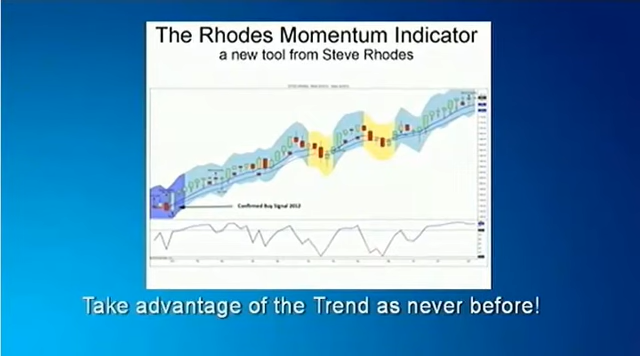 The Rhodes Momentum Indicator
a new tool from Steve Rhodes
Confirmed Buy Signal 2012
Take advantage of the Trend as never before!